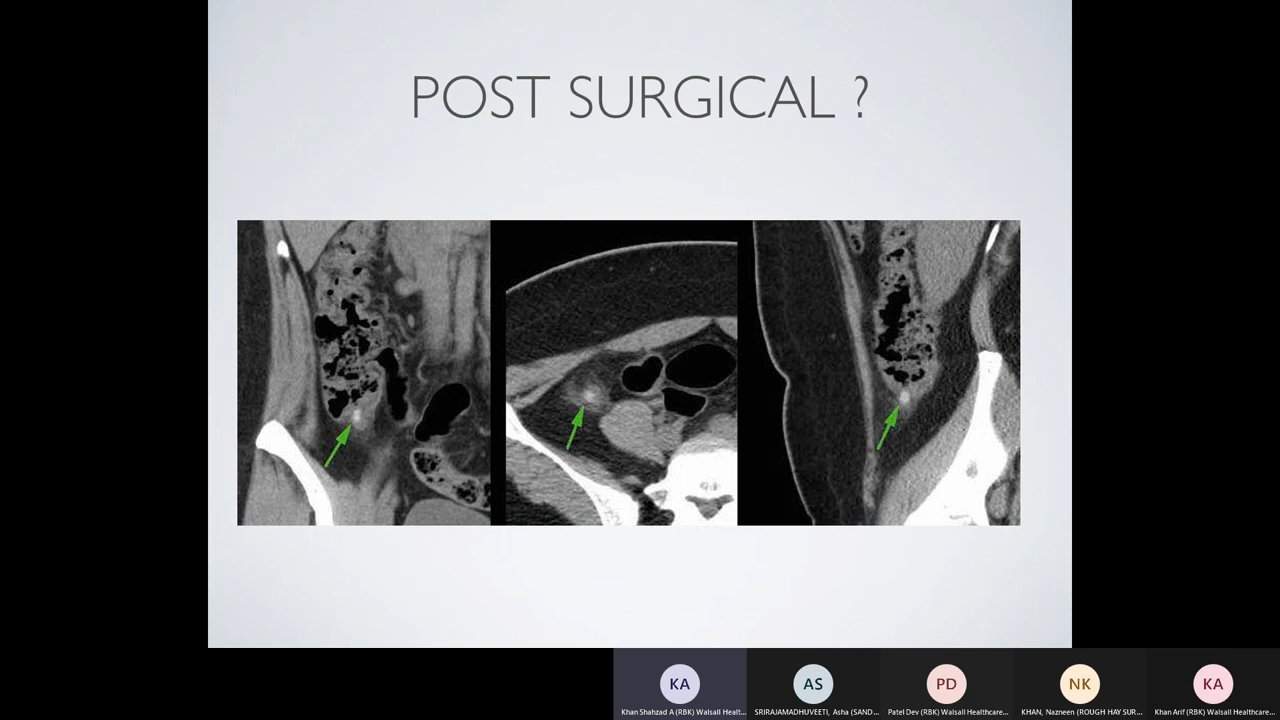 POST SURGICAL ?
KA
AS
PD
NK
KA
Khan Shahzad A (RBK) Walsall Healt...
SRIRAJAMADHUVEETI, Asha (SAND...
Patel Dev (RBK) Walsall Healthcare...
KHAN, Nazneen (ROUGH HAY SUR...
Khan Arif (RBK) Walsall Healthcare...